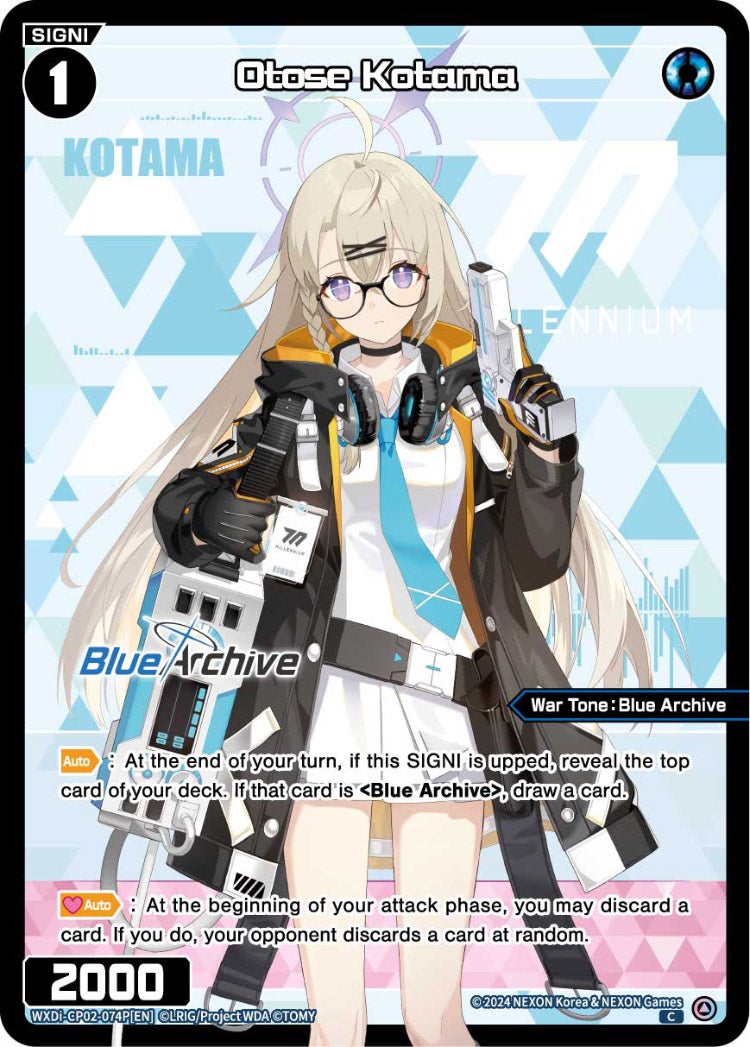 SIGNI
1
Otose Kotama
KOTAMA
LENNIUM
MILLENNIUM
Blue Archive
War Tone:Blue Archive
Auto : At the end of your turn, if this SIGNI is upped, reveal the top
card of your deck. If that card is <Blue Archive>, draw a card.
Auto : At the beginning of your attack phase, you may discard a
card. If you do, your opponent discards a card at random.
2000
WXDi-CP02-074P[EN] ©LRIG/Project WDA ©TOMY
©2024 NEXON Korea & NEXON Games
C